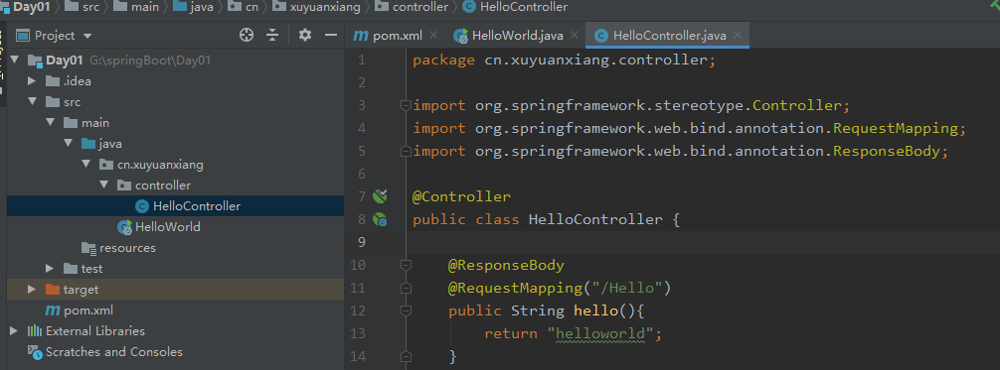 Day01 src main java cn xuyuanxiang controller HelloController
Project
pom.xml HelloWorld.java HelloController.java
Day01 G:\springBoot\Day01
.idea
src
main
java
cn.xuyuanxiang
controller
HelloController
HelloWorld
resources
test
target
pom.xml
External Libraries
Scratches and Consoles
1 package cn.xuyuanxiang.controller;
2
3 import org.springframework.stereotype.Controller;
4 import org.springframework.web.bind.annotation.RequestMapping;
5 import org.springframework.web.bind.annotation.ResponseBody;
6
7 @Controller
8 public class HelloController {
9
10 @ResponseBody
11 @RequestMapping("/Hello")
12 public String hello(){
13 return "helloworld";
14 }